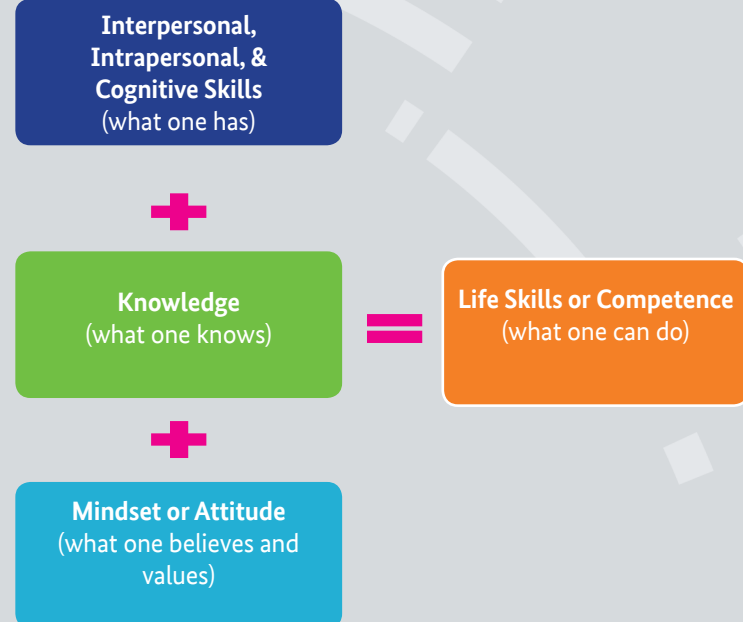 Interpersonal,
Intrapersonal, &
Cognitive Skills
(what one has)
Knowledge
(what one knows)
Life Skills or Competence
(what one can do)
Mindset or Attitude
(what one believes and
values)